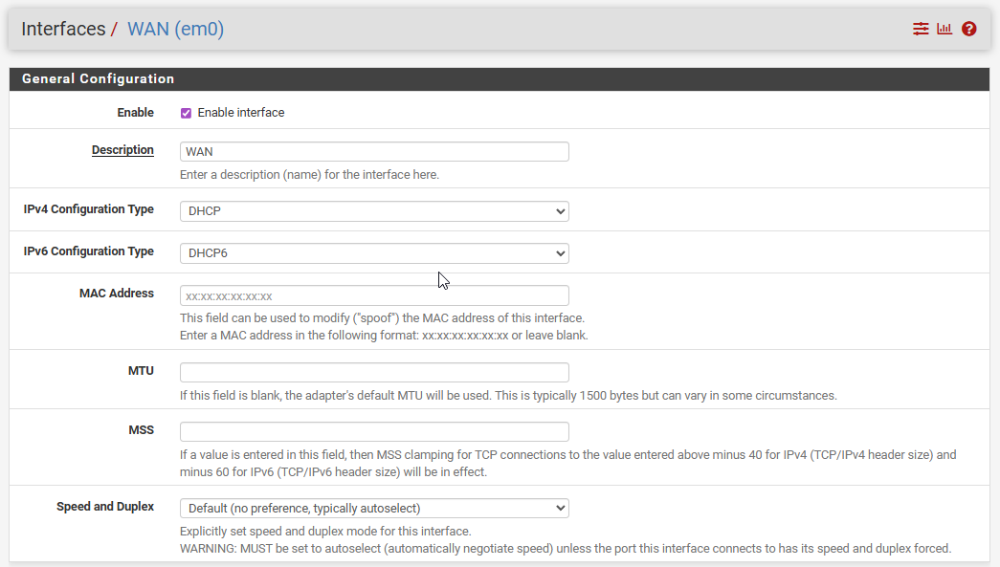 Interfaces / WAN (em0)
General Configuration
Enable
Enable interface
Description
WAN
Enter a description (name) for the interface here.
IPv4 Configuration Type
DHCP
IPv6 Configuration Type
DHCP6
MAC Address
xx:xx:xx:xx:xx:xx
This field can be used to modify ("spoof") the MAC address of this interface.
Enter a MAC address in the following format: xx:xx:xx:xx:xx:xx or leave blank.
MTU
If this field is blank, the adapter's default MTU will be used. This is typically 1500 bytes but can vary in some circumstances.
MSS
If a value is entered in this field, then MSS clamping for TCP connections to the value entered above minus 40 for IPv4 (TCP/IPv4 header size) and
minus 60 for IPv6 (TCP/IPv6 header size) will be in effect.
Speed and Duplex
Default (no preference, typically autoselect)
Explicitly set speed and duplex mode for this interface.
WARNING: MUST be set to autoselect (automatically negotiate speed) unless the port this interface connects to has its speed and duplex forced.